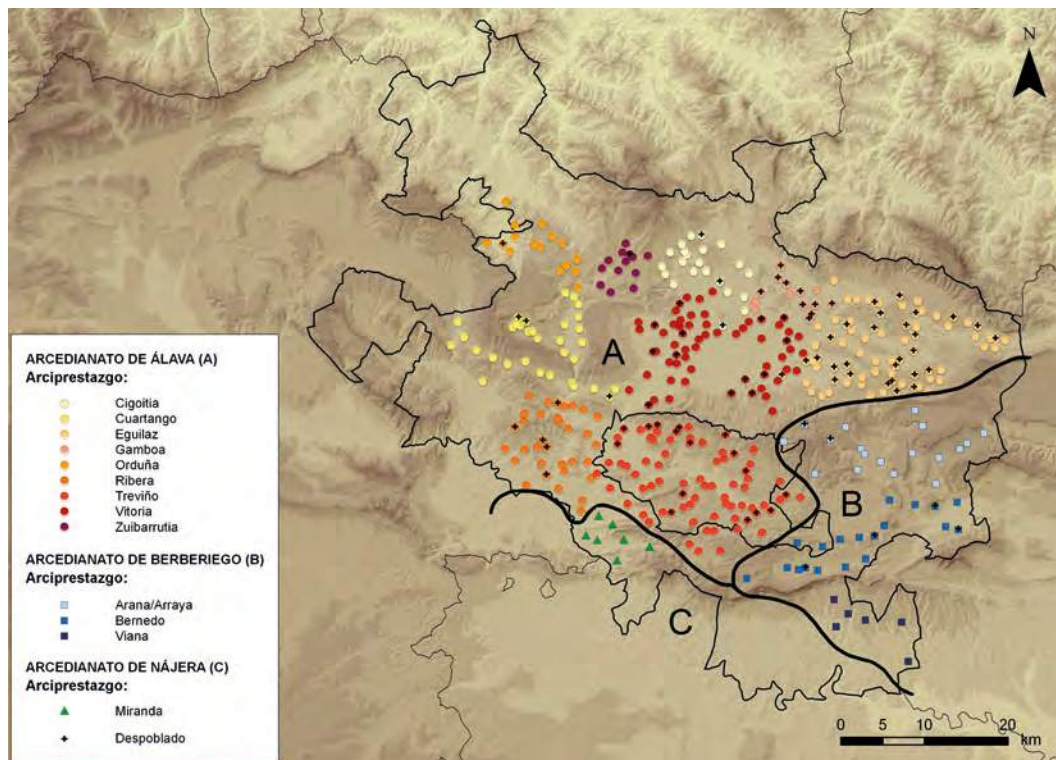 N
A
B
C
ARCEDIANATO DE ÁLAVA (A)
Arciprestazgo:
Cigoitia
Cuartango
Eguilaz
Gamboa
Orduña
Ribera
Treviño
Vitoria
Zuibarrutia
ARCEDIANATO DE BERBERIEGO (B)
Arciprestazgo:
Arana/Arraya
Bernedo
Viana
ARCEDIANATO DE NÁJERA (C)
Arciprestazgo:
Miranda
Despoblado
0 5 10 20
km